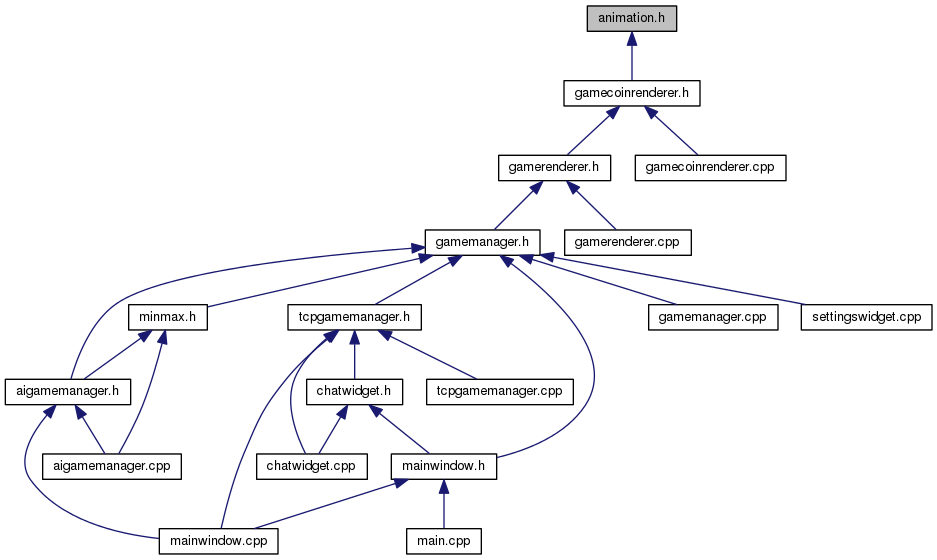 animation.h
gamecoinrenderer.h
gamerenderer.h
gamecoinrenderer.cpp
gamemanager.h
gamerenderer.cpp
minmax.h
tcpgamemanager.h
gamemanager.cpp
settingswidget.cpp
aigamemanager.h
chatwidget.h
tcpgamemanager.cpp
aigamemanager.cpp
chatwidget.cpp
mainwindow.h
mainwindow.cpp
main.cpp